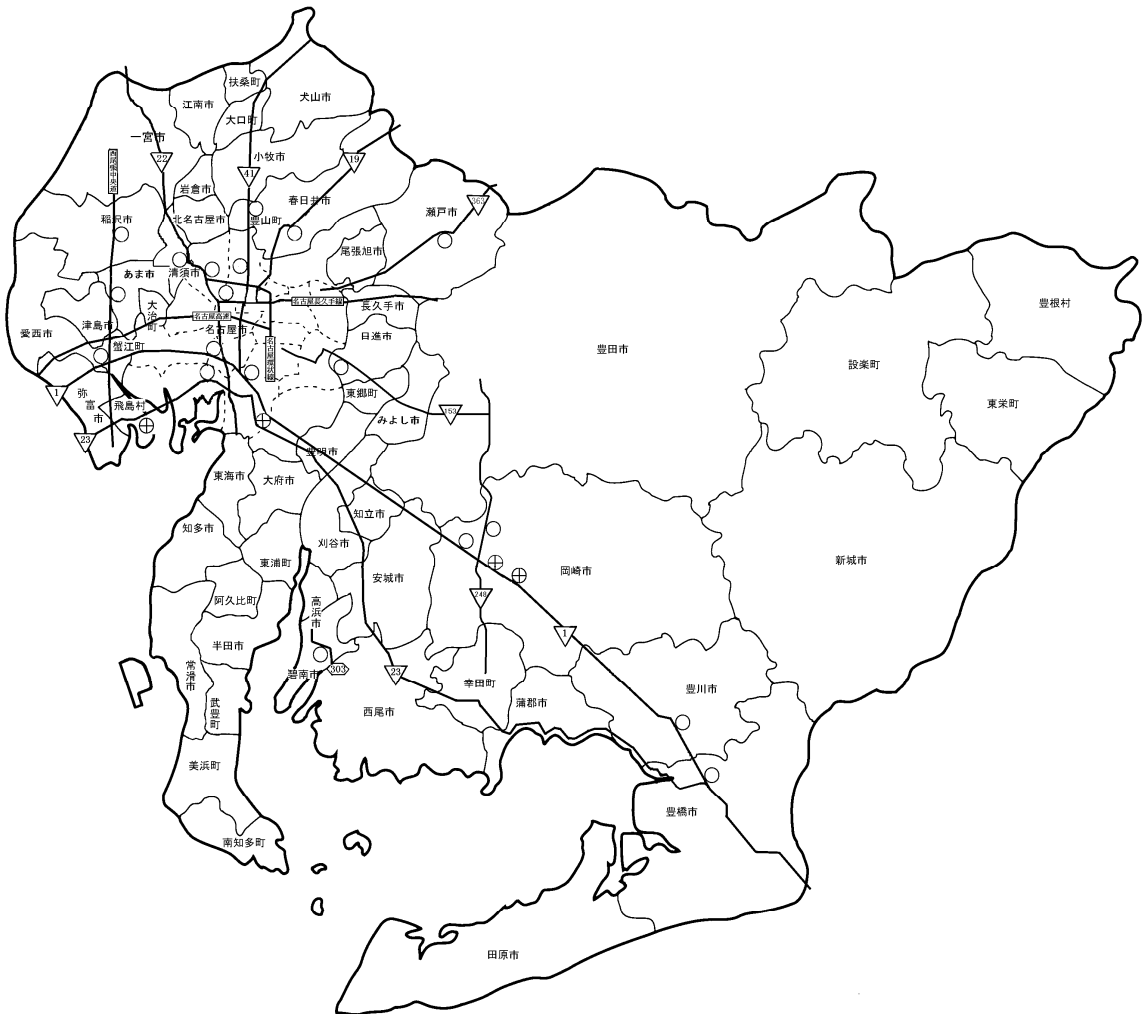 扶桑町
江南市
犬山市
大口町
一宮市
22
西尾張中央道
小牧市
19
41
岩倉市
春日井市
363
稲沢市
北名古屋市
豊山町
瀬戸市
尾張旭市
あま市
清須市
名古屋長久手線
長久手市
大治町
津島市
名古屋高速
名古屋市
愛西市
蟹江町
名古屋環状線
日進市
1
弥富市
飛島村
東郷町
みよし市
153
23
豊田市
設楽町
豊根村
東栄町
豊明市
東海市
大府市
知立市
知多市
刈谷市
東浦町
安城市
岡崎市
新城市
阿久比町
高浜市
248
1
半田市
常滑市
碧南市
303
23
幸田町
豊川市
武豊町
西尾市
蒲郡市
美浜町
豊橋市
南知多町
田原市